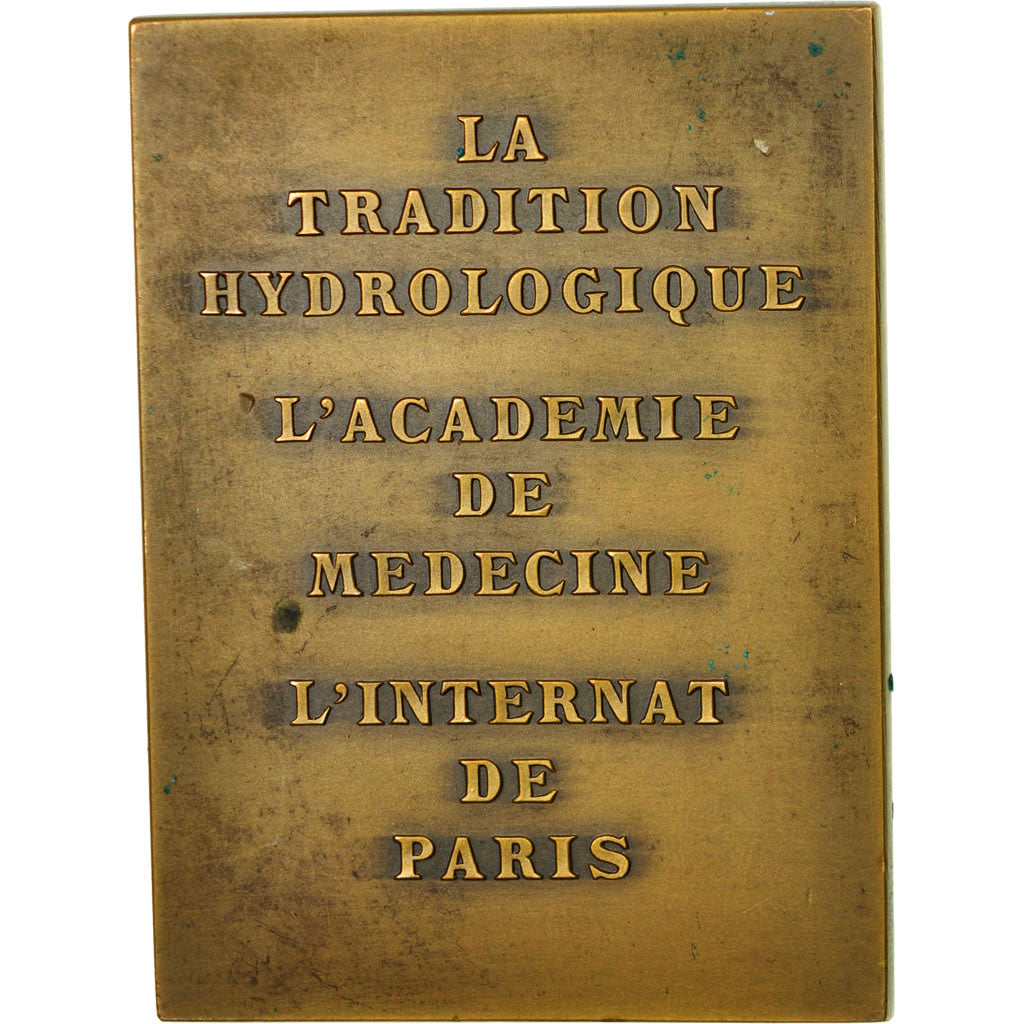 LA
TRADITION
HYDROLOGIQUE
L'ACADEMIE
DE
MEDECINE
L'INTERNAT
DE
PARIS